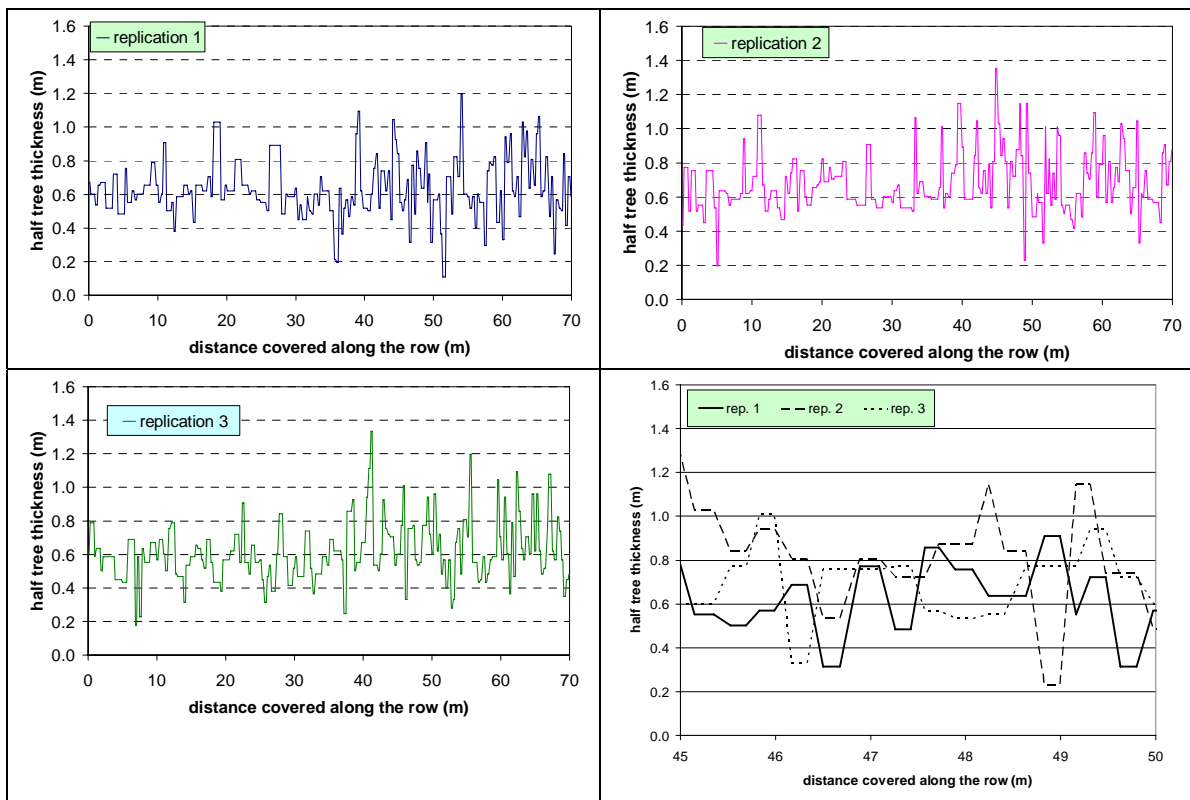 replication 1
half tree thickness (m)
1.6
1.4
1.2
1.0
0.8
0.6
0.4
0.2
0.0
0 10 20 30 40 50 60 70
distance covered along the row (m)
replication 2
half tree thickness (m)
1.6
1.4
1.2
1.0
0.8
0.6
0.4
0.2
0.0
0 10 20 30 40 50 60 70
distance covered along the row (m)
replication 3
half tree thickness (m)
1.6
1.4
1.2
1.0
0.8
0.6
0.4
0.2
0.0
0 10 20 30 40 50 60 70
distance covered along the row (m)
rep. 1 rep. 2 rep. 3
half tree thickness (m)
1.6
1.4
1.2
1.0
0.8
0.6
0.4
0.2
0.0
45 46 47 48 49 50
distance covered along the row (m)